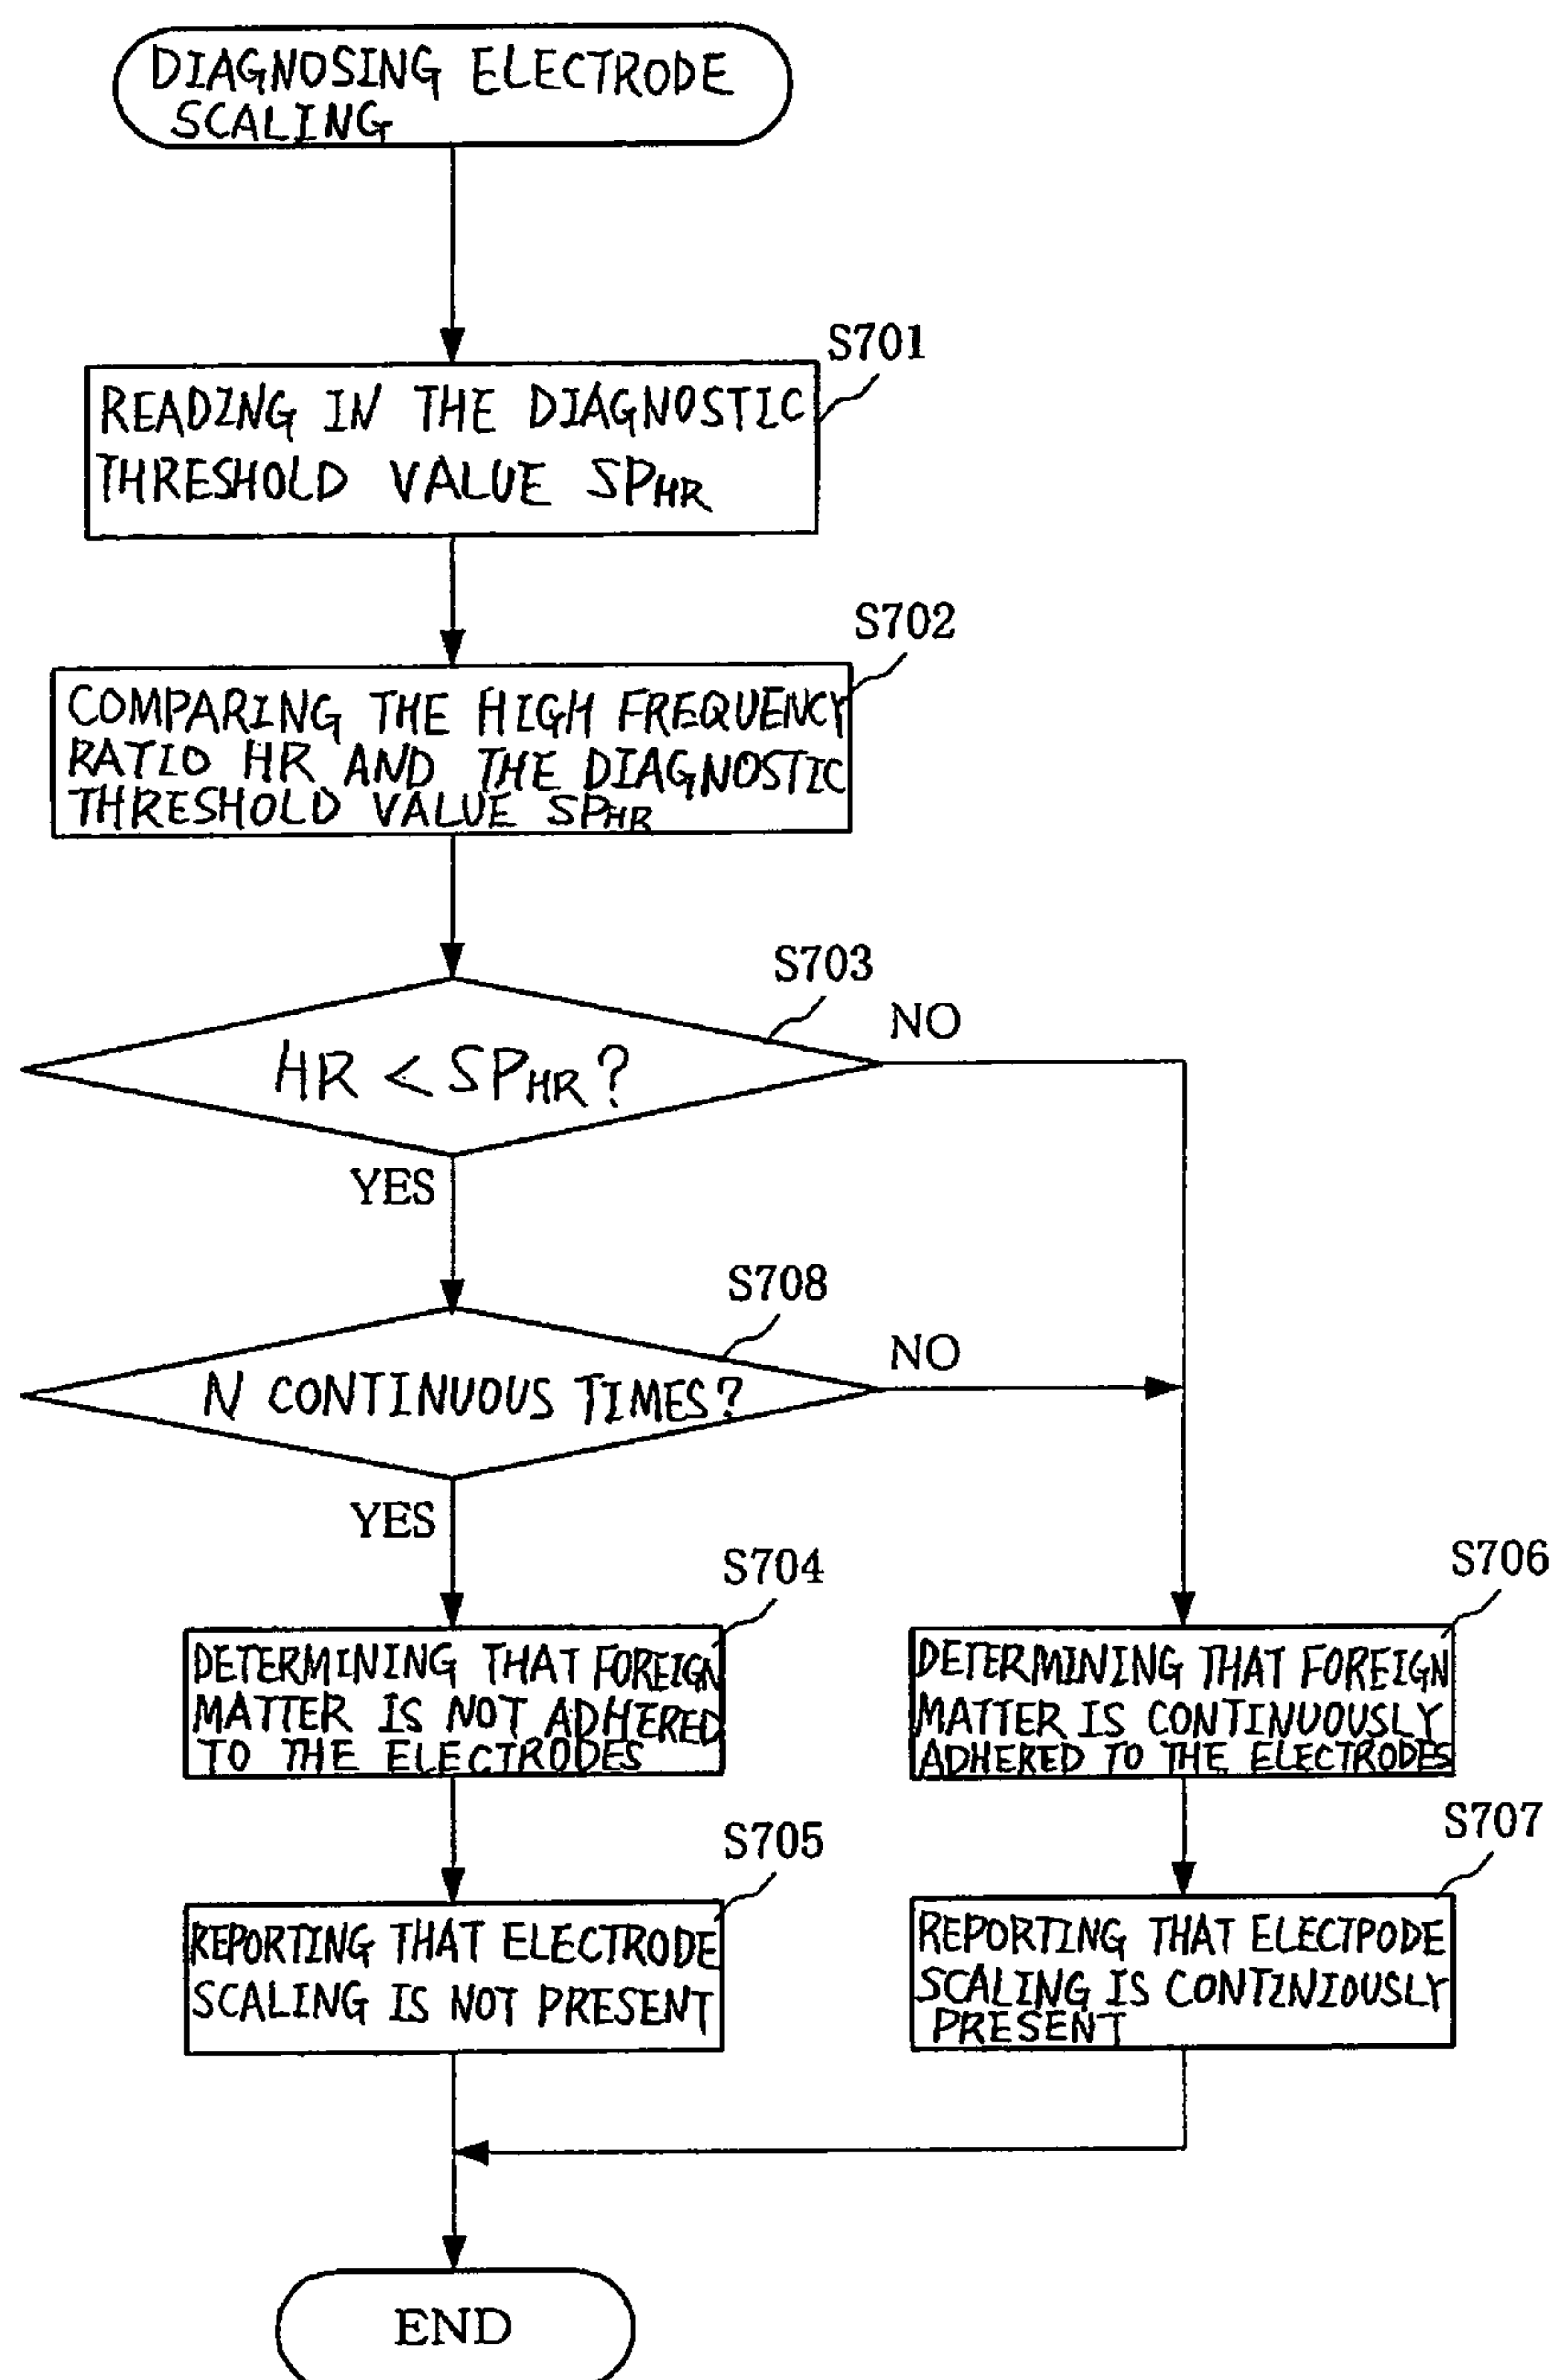 DIAGNOSING ELECTRODE
SCALING
S701
READING IN THE DIAGNOSTIC
THRESHOLD VALUE SPHR
S702
COMPARING THE HIGH FREQUENCY
RATIO HR AND THE DIAGNOSTIC
THRESHOLD VALUE SPHR
S703
HR < SPHR?
NO
YES
S708
N CONTINUOUS TIMES?
NO
YES
S704
DETERMINING THAT FOREIGN
MATTER IS NOT ADHERED
TO THE ELECTRODES
S706
DETERMINING THAT FOREIGN
MATTER IS CONTINUOUSLY
ADHERED TO THE ELECTRODES
S705
REPORTING THAT ELECTRODE
SCALING IS NOT PRESENT
S707
REPORTING THAT ELECTPODE
SCALING IS CONTINIOUSLY
PRESENT
END